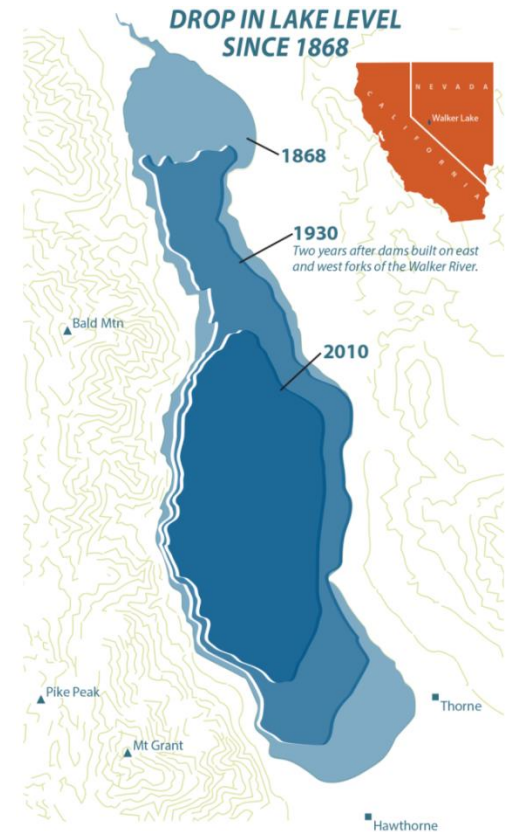 DROP IN LAKE LEVEL
SINCE 1868
NEVADA
CALIFORNIA
Walker Lake
1868
1930
Two years after dams built on east
and west forks of the Walker River.
Bald Mtn
2010
Pike Peak
Thorne
Mt Grant
Hawthorne